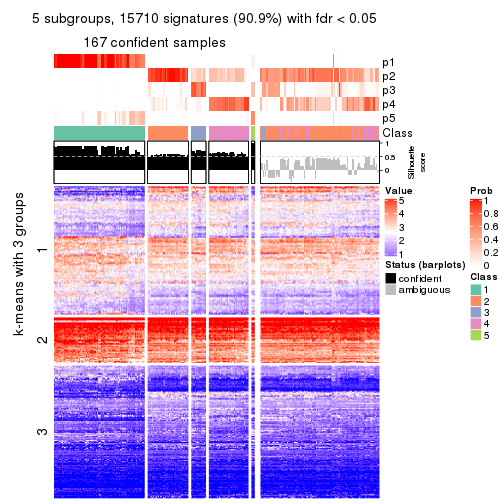 5 subgroups, 15710 signatures (90.9%) with fdr < 0.05
167 confident samples
p1
p2
p3
p4
p5
Class
1
0.5
0
Silhouette
score
k-means with 3 groups
1
2
3
Value
5
4
3
2
1
Status (barplots)
confident
ambiguous
Prob
1
0.8
0.6
0.4
0.2
0
Class
1
2
3
4
5